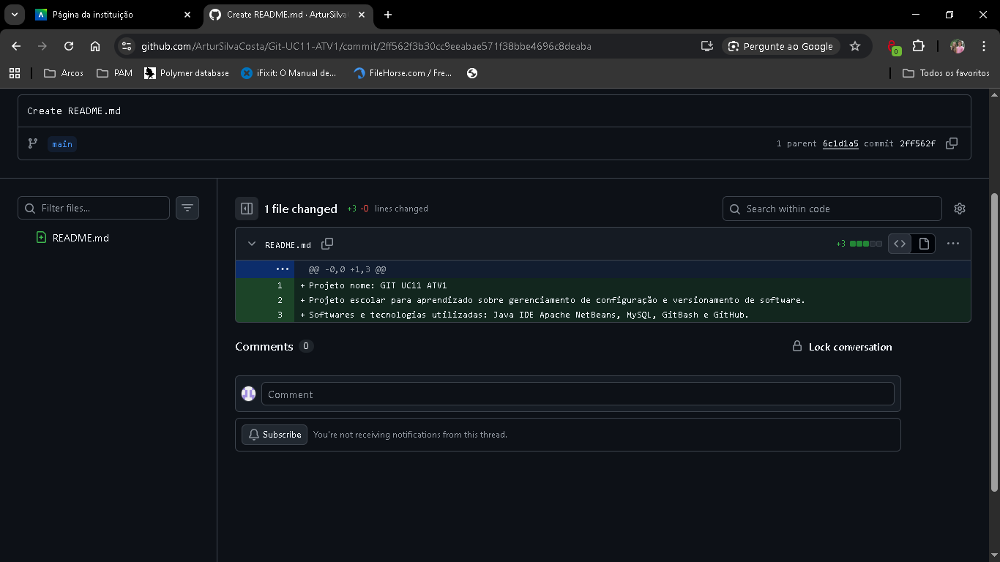 Página da instituição
Create README.md · ArturSilvaC
github.com/ArturSilvaCosta/Git-UC11-ATV1/commit/2ff562f3b30cc9eeabae571f38bbe4696c8deaba
Pergunte ao Google
0
Arcos
PAM
Polymer database
iFixit: O Manual de...
FileHorse.com / Fre...
Todos os favoritos
Create README.md
main
1 parent 6c1d1a5 commit 2ff562f
Filter files...
README.md
1 file changed
+3 -0 lines changed
Search within code
README.md
+3
@@ -0,0 +1,3 @@
1 + Projeto nome: GIT UC11 ATV1
2 + Projeto escolar para aprendizado sobre gerenciamento de configuração e versionamento de software.
3 + Softwares e tecnologias utilizadas: Java IDE Apache NetBeans, MySQL, GitBash e GitHub.
Comments 0
Lock conversation
Comment
Subscribe
You're not receiving notifications from this thread.